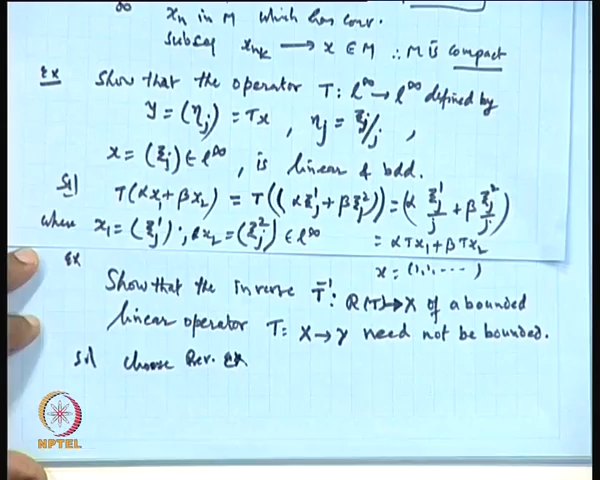 ∞ xn in M which has conv.
subseq xnk → x ∈ M ∴ M is compact
Ex Show that the operator T: l∞ → l∞ defined by
y = (ηj) = Tx , ηj = ξj/j ,
x = (ξj) ∈ l∞ , is linear & bdd.
Sol T(αx1 + βx2) = T((αξj¹ + βξj²)) = (α ξj¹/j + β ξj²/j)
where x1 = (ξj¹) , & x2 = (ξj²) ∈ l∞ = αTx1 + βTx2
x = (1,1,...)
Ex
Show that the inverse T⁻¹: R(T) → X of a bounded
linear operator T: X → Y need not be bounded.
Sol choose Prev. Ex
NPTEL